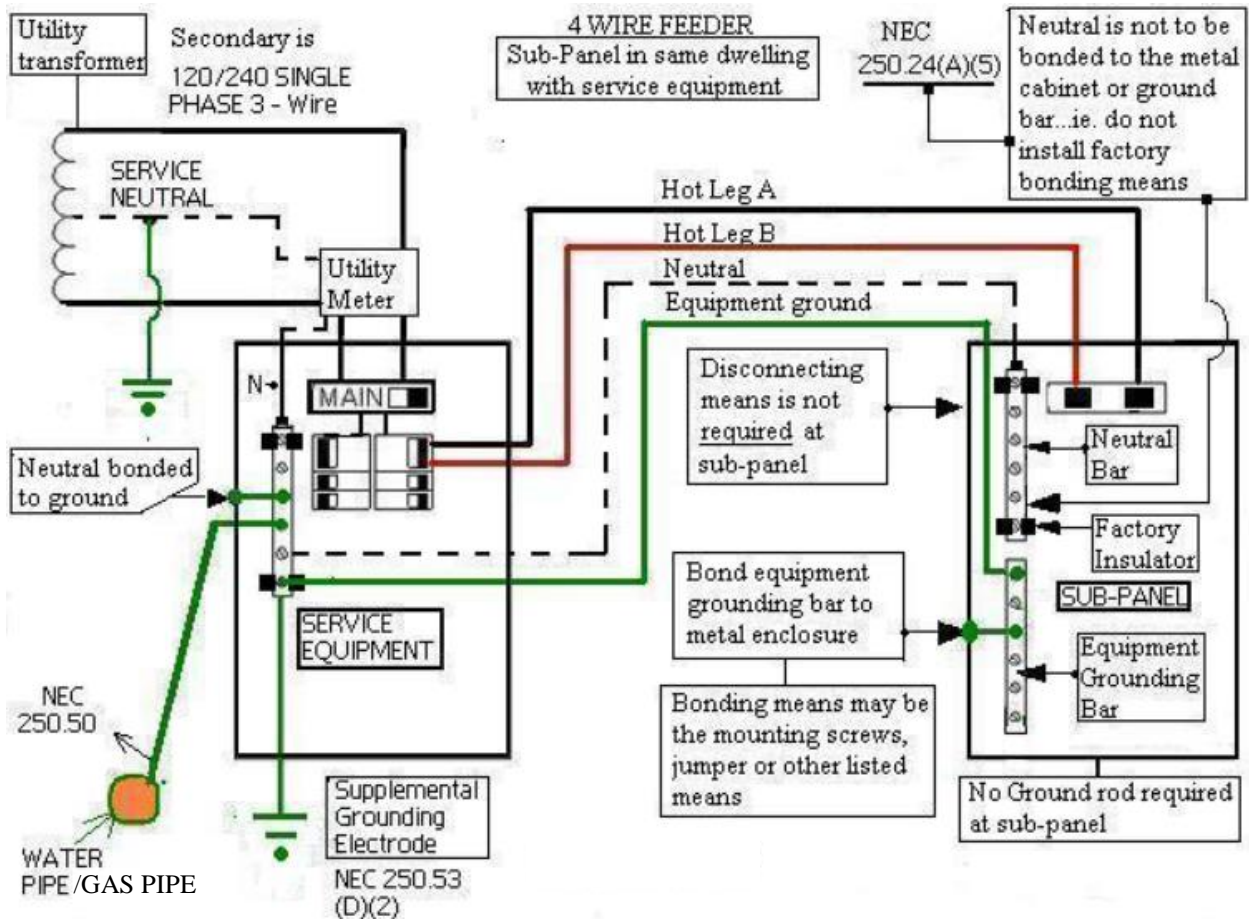 Utility
transformer
Secondary is
120/240 SINGLE
PHASE 3 - Wire
4 WIRE FEEDER
Sub-Panel in same dwelling
with service equipment
NEC
250.24(A)(5)
Neutral is not to be
bonded to the metal
cabinet or ground
bar...ie. do not
install factory
bonding means
SERVICE
NEUTRAL
Hot Leg A
Hot Leg B
Neutral
Equipment ground
Utility
Meter
N
MAIN
Disconnecting
means is not
required at
sub-panel
Neutral
Bar
Neutral bonded
to ground
Factory
Insulator
Bond equipment
grounding bar to
metal enclosure
SUB-PANEL
SERVICE
EQUIPMENT
Equipment
Grounding
Bar
NEC
250.50
Bonding means may be
the mounting screws,
jumper or other listed
means
Supplemental
Grounding
Electrode
No Ground rod required
at sub-panel
WATER
PIPE /GAS PIPE
NEC 250.53
(D)(2)